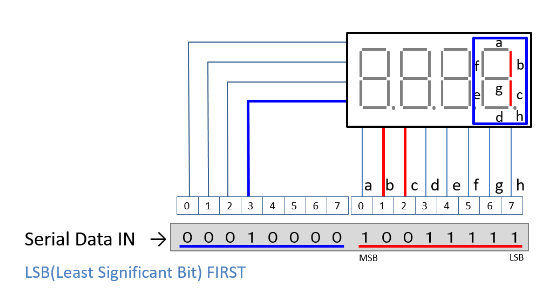 a
f b
g
e c
d h
a b c d e f g h
0 1 2 3 4 5 6 7 0 1 2 3 4 5 6 7
Serial Data IN → 0 0 0 1 0 0 0 0 1 0 0 1 1 1 1 1
MSB LSB
LSB(Least Significant Bit) FIRST